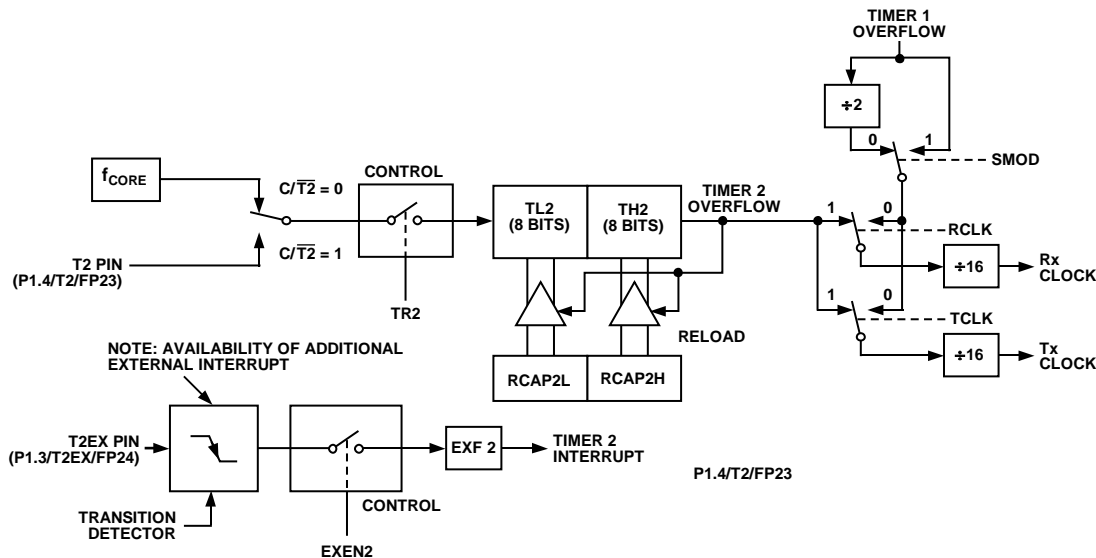 TIMER 1
OVERFLOW
÷2
0 1
SMOD
fCORE
C/T2 = 0
CONTROL
TL2
(8 BITS)
TH2
(8 BITS)
TIMER 2
OVERFLOW
1 0
RCLK
C/T2 = 1
T2 PIN
(P1.4/T2/FP23)
÷16
Rx
CLOCK
TR2
1 0
TCLK
RELOAD
NOTE: AVAILABILITY OF ADDITIONAL
EXTERNAL INTERRUPT
RCAP2L
RCAP2H
÷16
Tx
CLOCK
T2EX PIN
(P1.3/T2EX/FP24)
EXF 2
TIMER 2
INTERRUPT
P1.4/T2/FP23
CONTROL
TRANSITION
DETECTOR
EXEN2